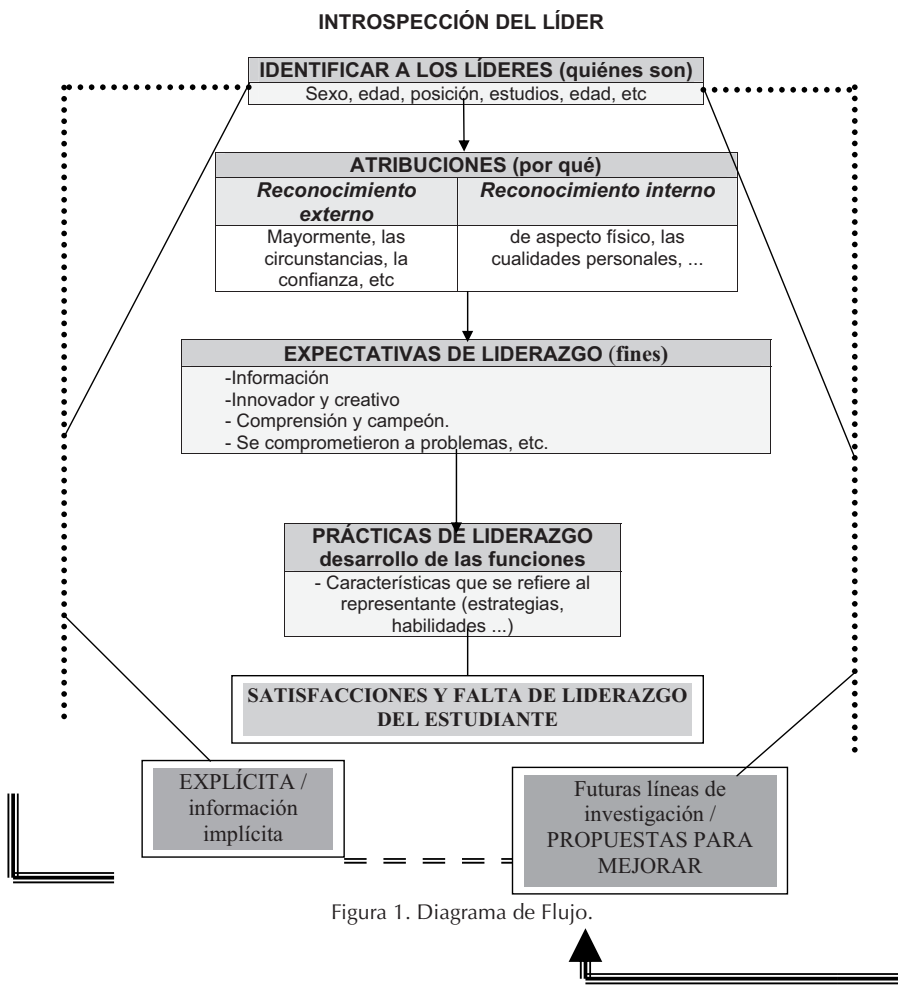 INTROSPECCIÓN DEL LÍDER
IDENTIFICAR A LOS LÍDERES (quiénes son)
Sexo, edad, posición, estudios, edad, etc
ATRIBUCIONES (por qué)
Reconocimiento
externo
Mayormente, las
circunstancias, la
confianza, etc
Reconocimiento interno
de aspecto físico, las
cualidades personales, ...
EXPECTATIVAS DE LIDERAZGO (fines)
-Información
-Innovador y creativo
- Comprensión y campeón.
- Se comprometieron a problemas, etc.
PRÁCTICAS DE LIDERAZGO
desarrollo de las funciones
- Características que se refiere al
representante (estrategias,
habilidades ...)
SATISFACCIONES Y FALTA DE LIDERAZGO
DEL ESTUDIANTE
EXPLÍCITA /
información
implícita
Futuras líneas de
investigación /
PROPUESTAS PARA
MEJORAR
Figura 1. Diagrama de Flujo.